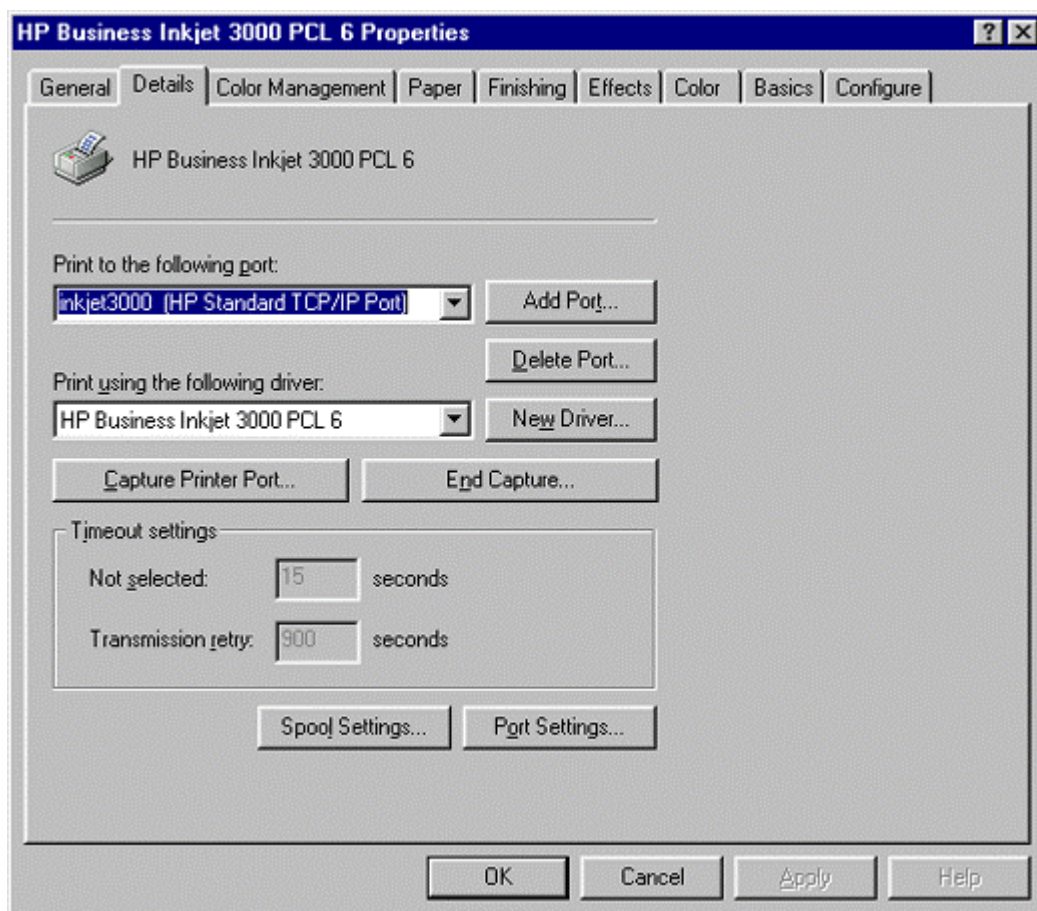 HP Business Inkjet 3000 PCL 6 Properties
General Details Color Management Paper Finishing Effects Color Basics Configure
HP Business Inkjet 3000 PCL 6
Print to the following port:
inkjet3000 (HP Standard TCP/IP Port) Add Port...
Delete Port...
Print using the following driver:
HP Business Inkjet 3000 PCL 6 New Driver...
Capture Printer Port... End Capture...
Timeout settings
Not selected: 15 seconds
Transmission retry: 900 seconds
Spool Settings... Port Settings...
OK Cancel Apply Help